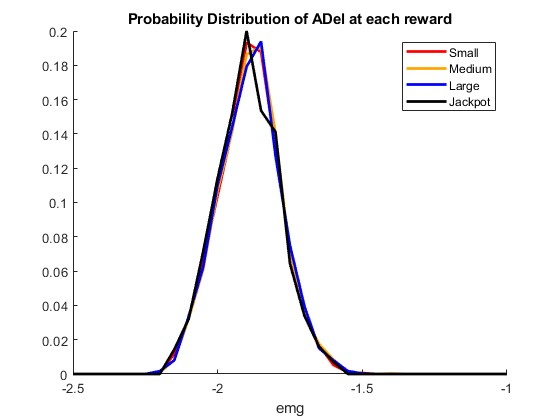 Probability Distribution of ADel at each reward
0.2
0.18
0.16
0.14
0.12
0.1
0.08
0.06
0.04
0.02
0
Small
Medium
Large
Jackpot
-2.5
-2
-1.5
-1
emg